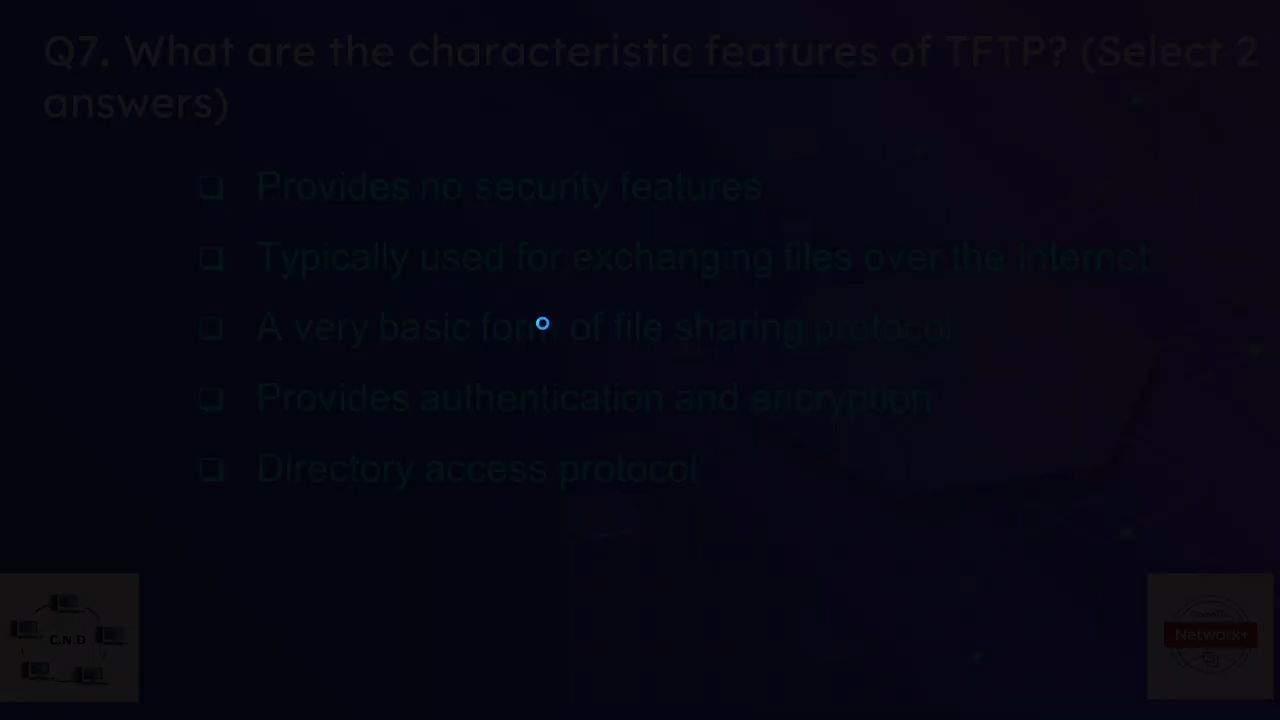 Q7. What are the characteristic features of TFTP? (Select 2
answers)
Provides no security features
Typically used for exchanging files over the Internet
A very basic form of file sharing protocol
Provides authentication and encryption
Directory access protocol
C.N.D
CompTIA
Network+